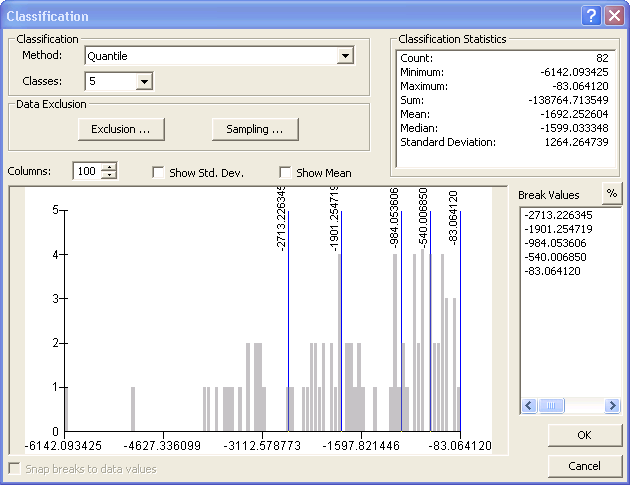 Classification
Classification
Method: Quantile
Classes: 5
Data Exclusion
Exclusion ...
Sampling ...
Classification Statistics
Count: 82
Minimum: -6142.093425
Maximum: -83.064120
Sum: -138764.713549
Mean: -1692.252604
Median: -1599.033348
Standard Deviation: 1264.264739
Columns: 100
Show Std. Dev.
Show Mean
Break Values
%
-2713.226345
-1901.254719
-984.053606
-540.006850
-83.064120
-2713.226345
-1901.254719
-984.053606
-540.006850
-83.064120
5
4
3
2
1
0
-6142.093425
-4627.336099
-3112.578773
-1597.821446
-83.064120
Snap breaks to data values
OK
Cancel